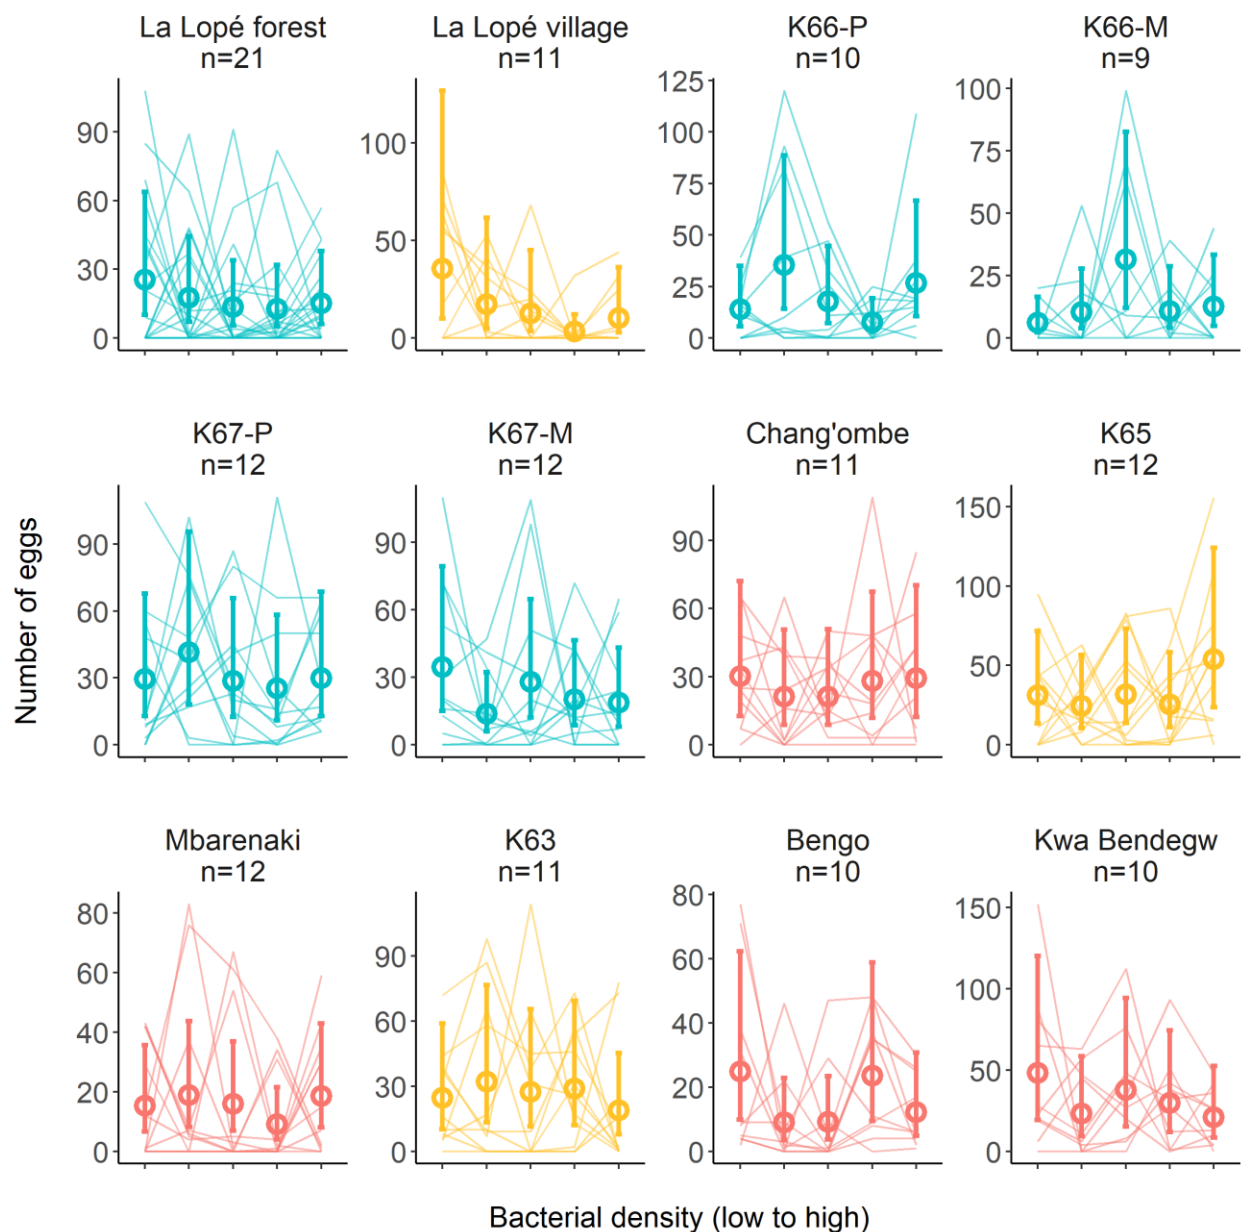 La Lopé forest
n=21
La Lopé village
n=11
K66-P
n=10
K66-M
n=9
90
60
30
0
100
50
0
125
100
75
50
25
0
100
75
50
25
0
K67-P
n=12
K67-M
n=12
Chang'ombe
n=11
K65
n=12
90
60
30
0
90
60
30
0
90
60
30
0
150
100
50
0
Number of eggs
Mbarenaki
n=12
K63
n=11
Bengo
n=10
Kwa Bendegw
n=10
80
60
40
20
0
90
60
30
0
80
60
40
20
0
150
100
50
0
Bacterial density (low to high)